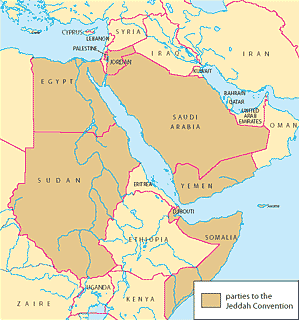 CYPRUS
SYRIA
LEBANON
PALESTINE
IRAQ
IRAN
JORDAN
KUWAIT
EGYPT
BAHRAIN
QATAR
UNITED
ARAB
EMIRATES
SAUDI
ARABIA
OMAN
SUDAN
ERITREA
YEMEN
DJIBOUTI
ETHIOPIA
SOMALIA
UGANDA
KENYA
ZAIRE
parties to the
Jeddah Convention